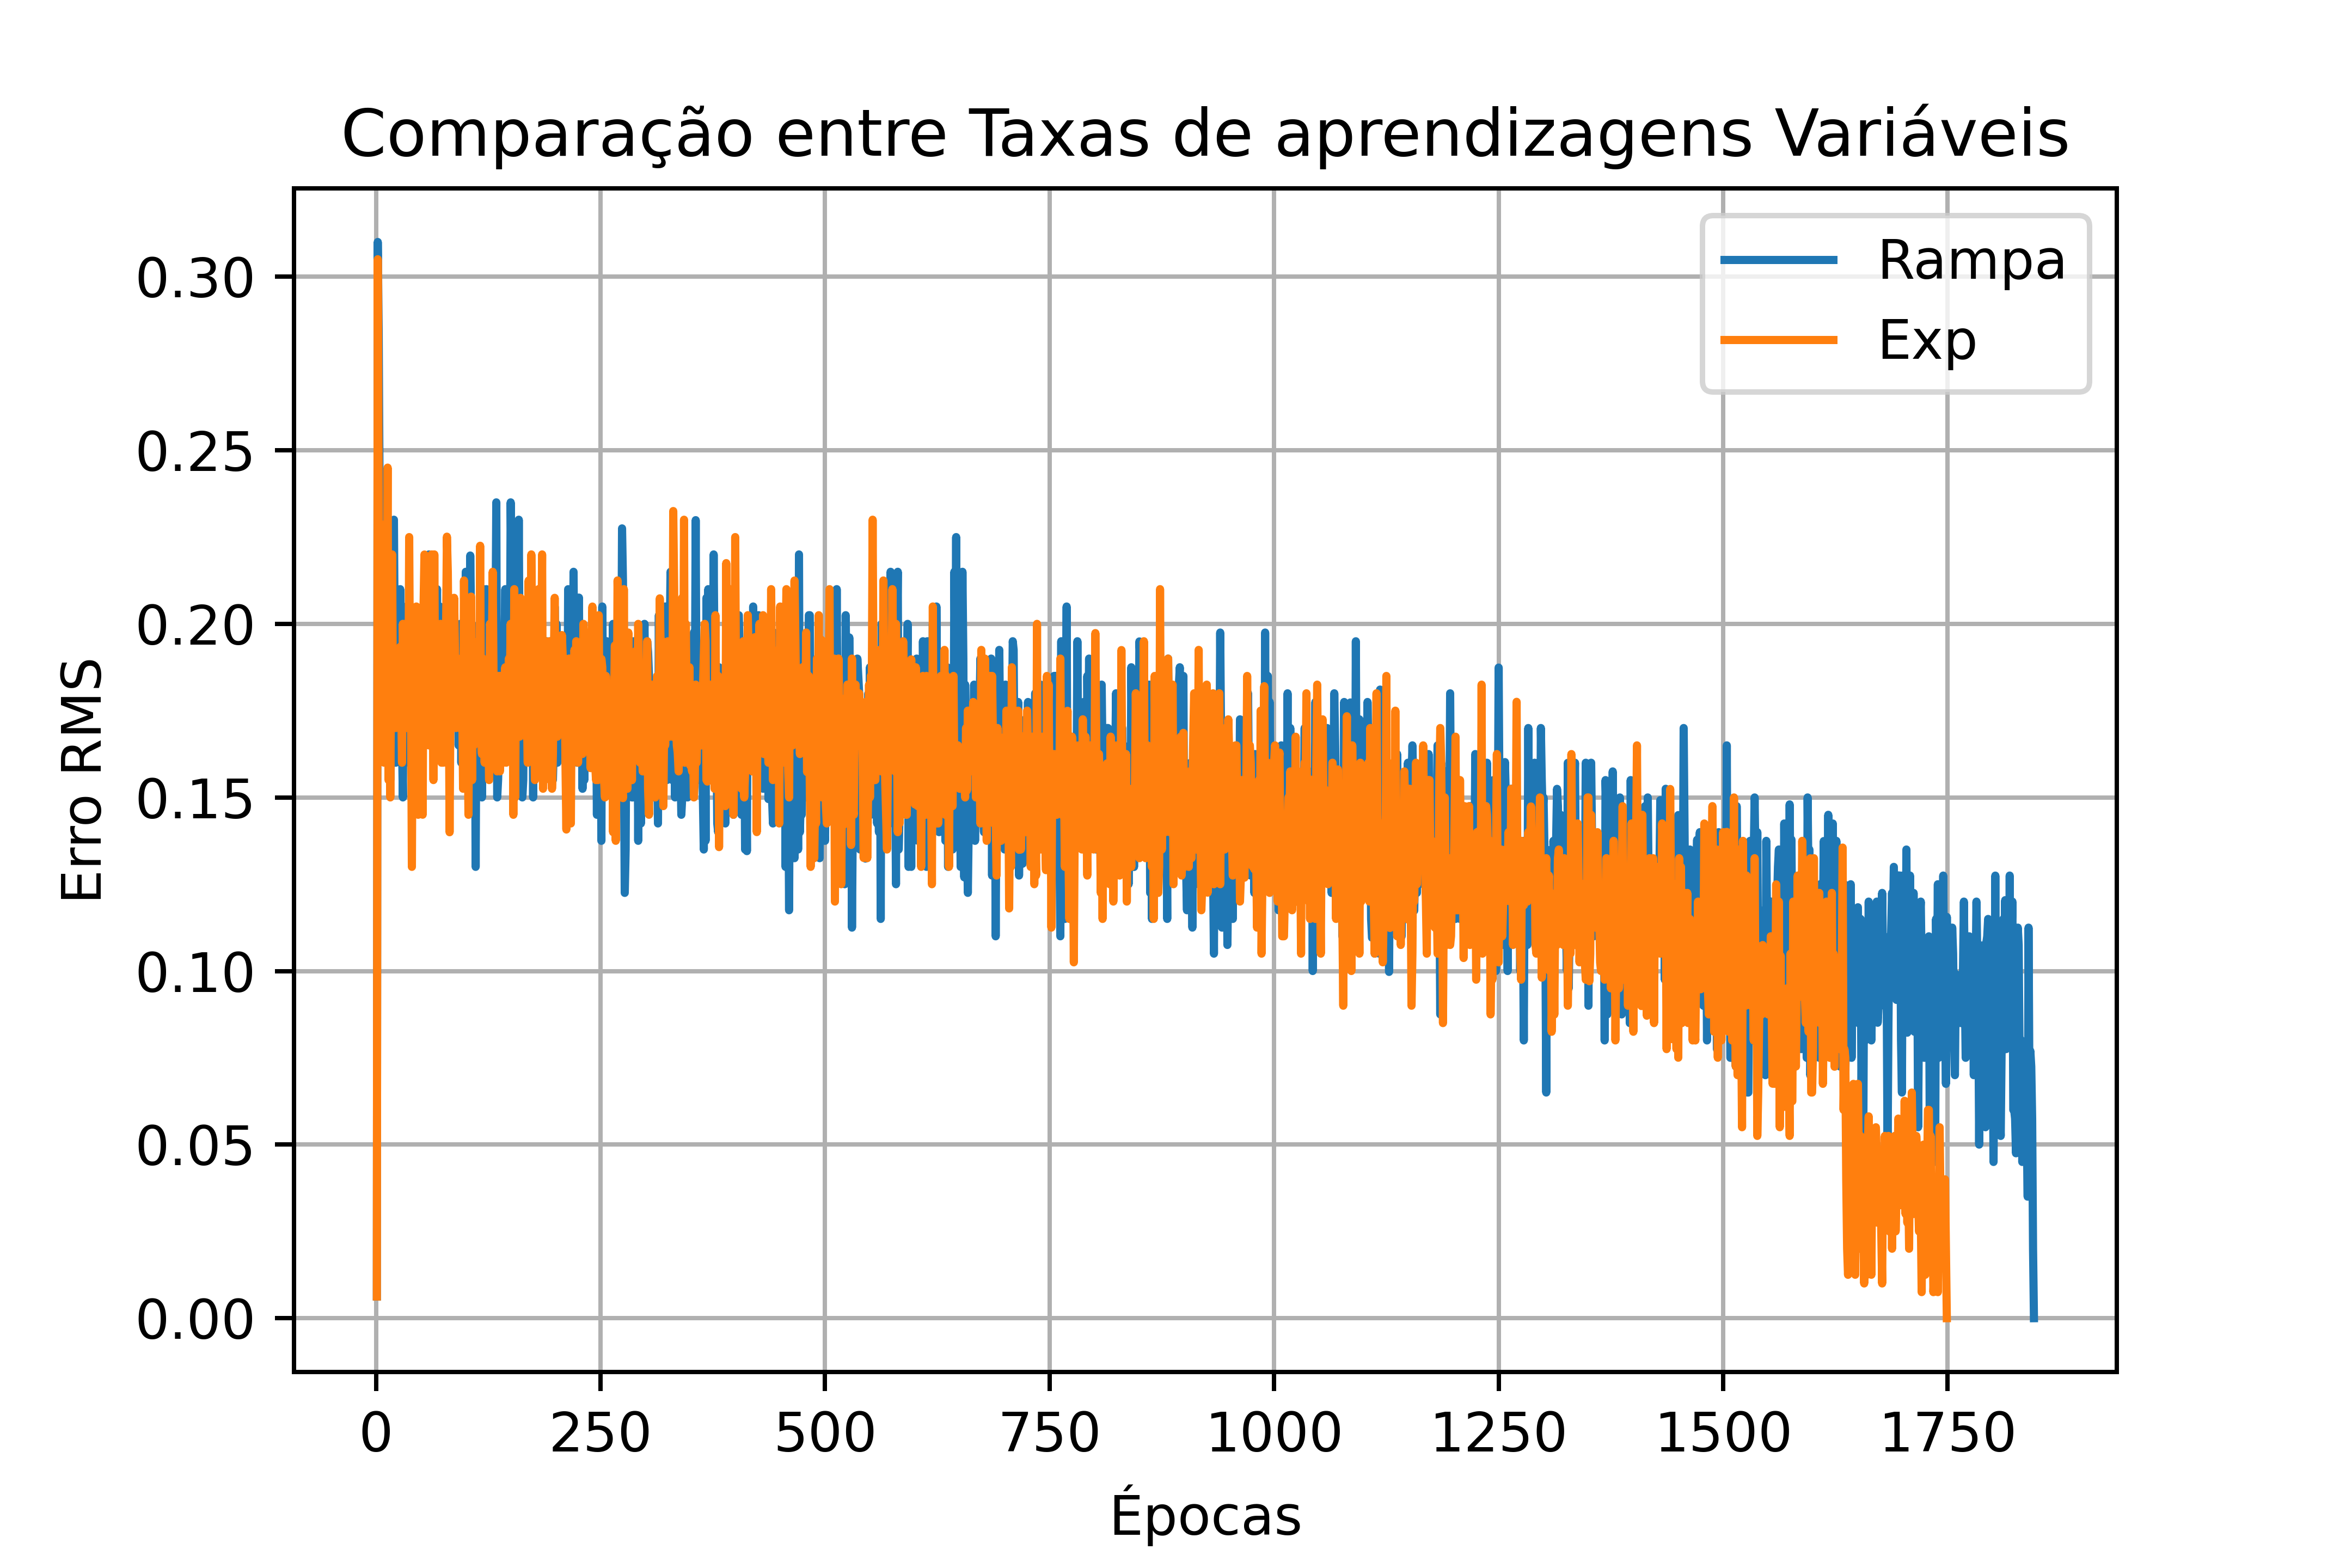 Comparação entre Taxas de aprendizagens Variáveis
Rampa
Exp
Erro RMS
0.30
0.25
0.20
0.15
0.10
0.05
0.00
0 250 500 750 1000 1250 1500 1750
Épocas